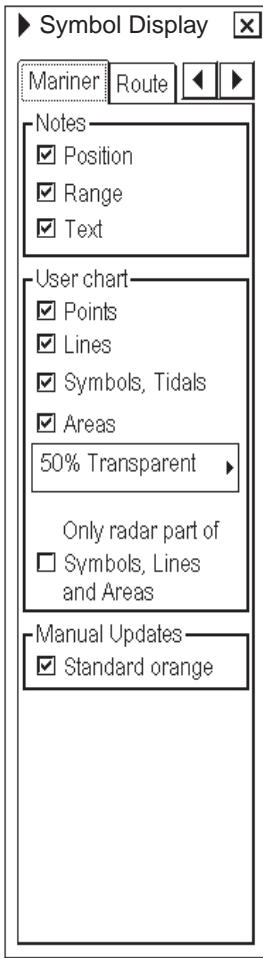 Symbol Display
Mariner Route
Notes
Position
Range
Text
User chart
Points
Lines
Symbols, Tidals
Areas
50% Transparent
Only radar part of
Symbols, Lines
and Areas
Manual Updates
Standard orange